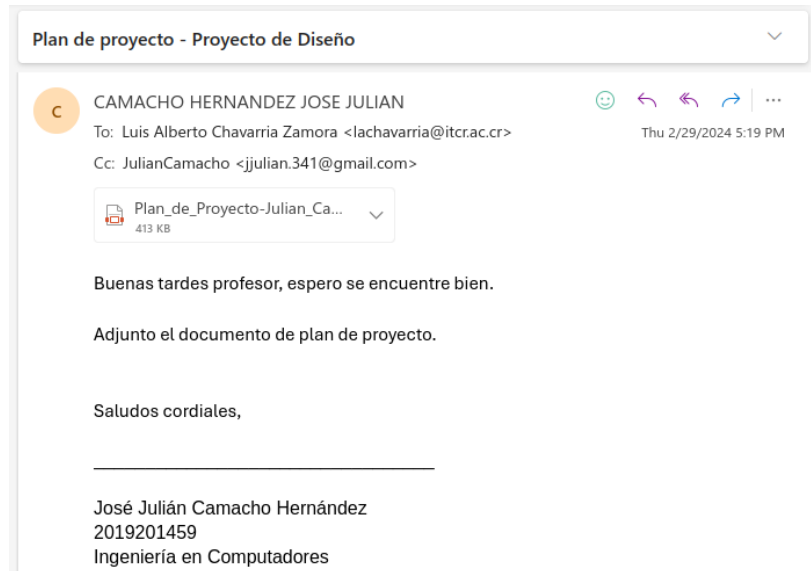 Plan de proyecto - Proyecto de Diseño
C
CAMACHO HERNANDEZ JOSE JULIAN
To: Luis Alberto Chavarria Zamora <lachavarria@itcr.ac.cr>
Thu 2/29/2024 5:19 PM
Cc: JulianCamacho <jjulian.341@gmail.com>
Plan_de_Proyecto-Julian_Ca...
413 KB
Buenas tardes profesor, espero se encuentre bien.
Adjunto el documento de plan de proyecto.
Saludos cordiales,
José Julián Camacho Hernández
2019201459
Ingeniería en Computadores